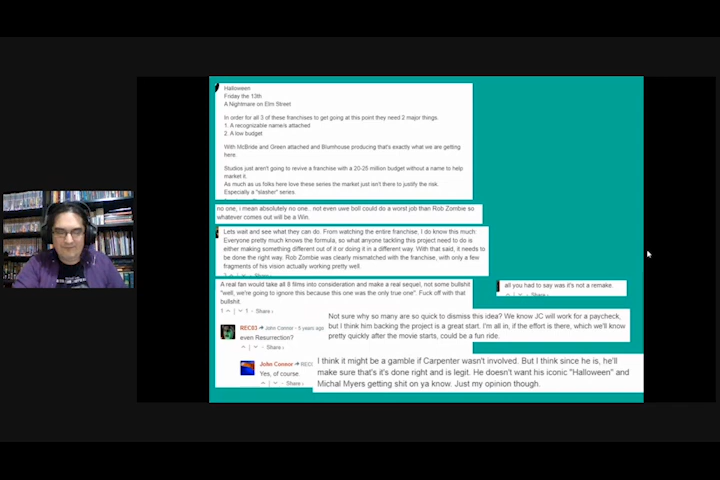 Halloween
Friday the 13th
A Nightmare on Elm Street
In order for all 3 of these franchises to get going at this point they need 2 major things.
1. A recognizable name/s attached
2. A low budget
With McBride and Green attached and Blumhouse producing that's exactly what we are getting
here.
Studios just aren't going to revive a franchise with a 20-25 million budget without a name to help
market it.
As much as us folks here love these series the market just isn't there to justify the risk.
Especially a "slasher" series.
no one, i mean absolutely no one.. not even uwe boll could do a worst job than Rob Zombie so
whatever comes out will be a Win.
Lets wait and see what they can do. From watching the entire franchise, I do know this much
Everyone pretty much knows the formula, so what anyone tackling this project need to do is
either making something different out of it or doing it in a different way. With that said, it needs to
be done the right way. Rob Zombie was clearly mismatched with the franchise, with only a few
fragments of his vision actually working pretty well.
A real fan would take all 8 films into consideration and make a real sequel, not some bullshit
"well, we're going to ignore this because this one was the only true one". Fuck off with that
bullshit.
1 1 Share ›
REC03 John Connor • 5 years ago
even Resurrection?
Share ›
John Connor REC
Yes, of course.
Share ›
all you had to say was it's not a remake.
Share ›
Not sure why so many are so quick to dismiss this idea? We know JC will work for a paycheck,
but I think him backing the project is a great start. I'm all in, if the effort is there, which we'll know
pretty quickly after the movie starts, could be a fun ride.
I think it might be a gamble if Carpenter wasn't involved. But I think since he is, he'll
make sure that's it's done right and is legit. He doesn't want his iconic "Halloween" and
Michal Myers getting shit on ya know. Just my opinion though.